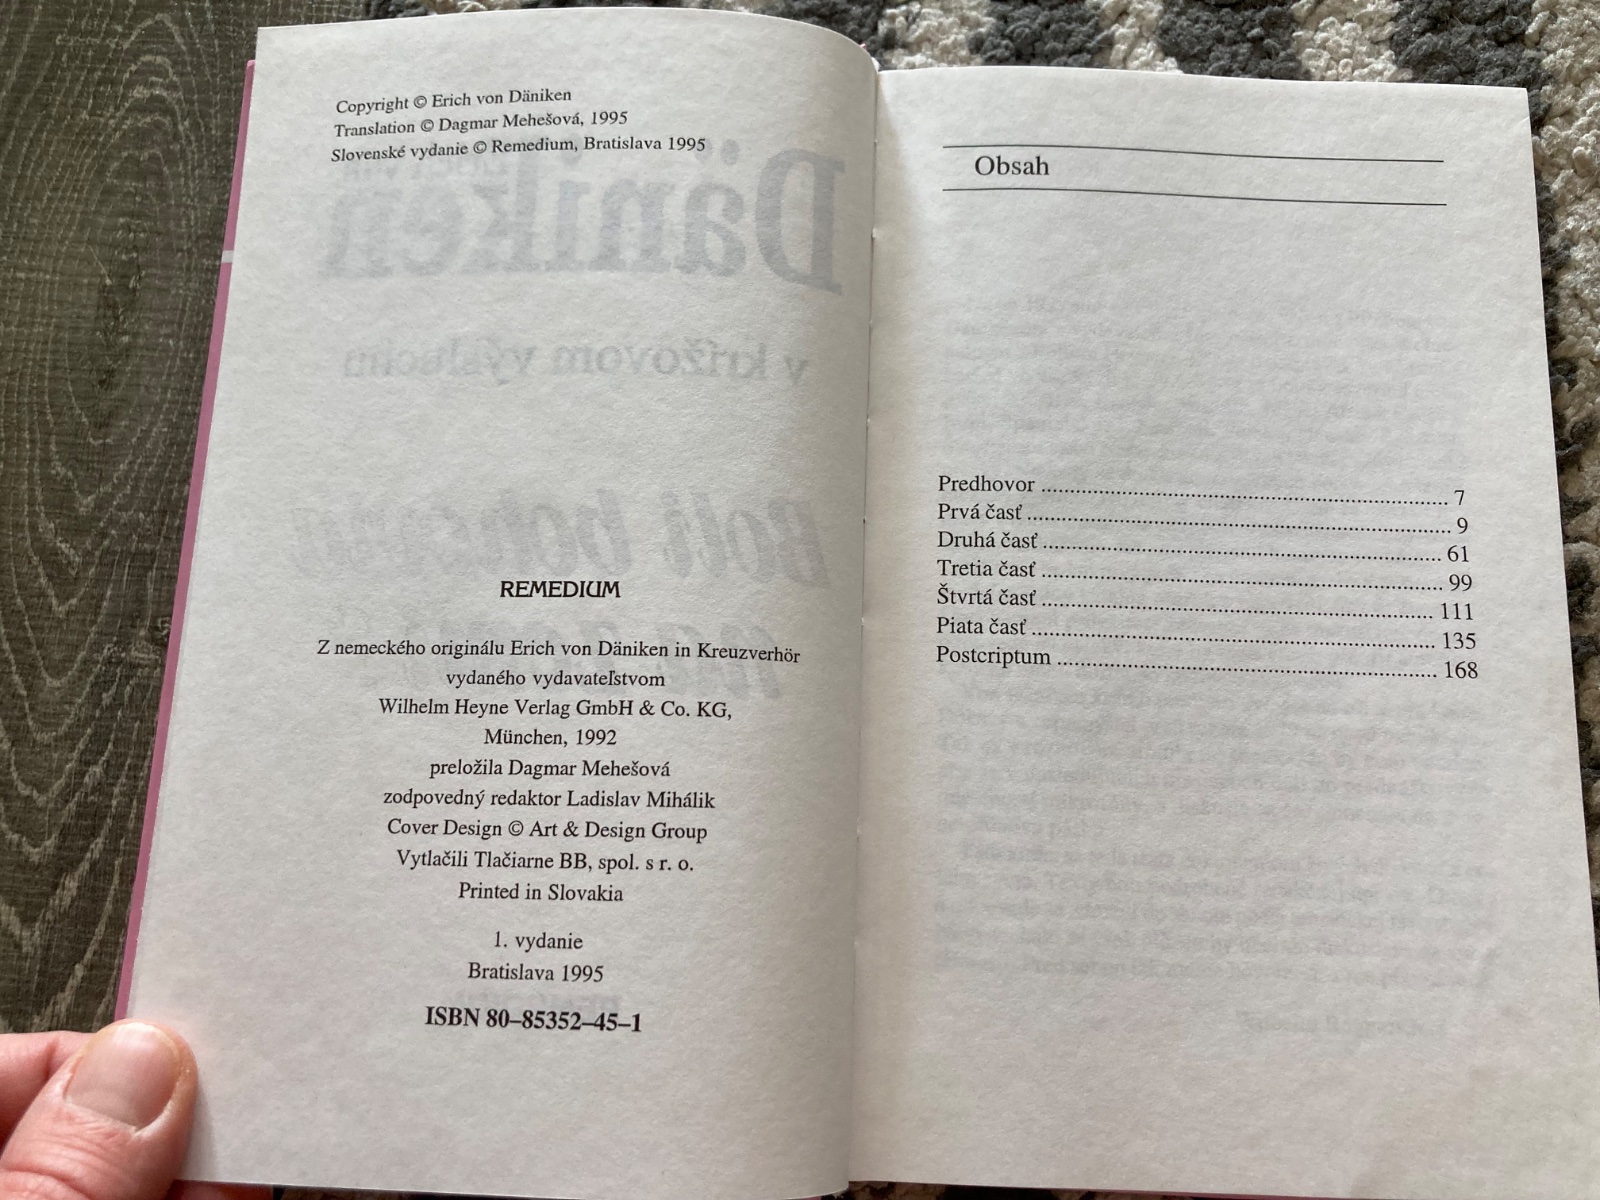 Copyright © Erich von Däniken
Translation © Dagmar Mehešová, 1995
Slovenské vydanie © Remedium, Bratislava 1995
Däniken
v krížovom výsluchu
REMEDIUM
Z nemeckého originálu Erich von Däniken in Kreuzverhör
vydaného vydavateľstvom
Wilhelm Heyne Verlag GmbH & Co. KG,
München, 1992
preložila Dagmar Mehešová
zodpovedný redaktor Ladislav Mihálik
Cover Design © Art & Design Group
Vytlačili Tlačiarne BB, spol. s r. o.
Printed in Slovakia
1. vydanie
Bratislava 1995
ISBN 80–85352–45–1
Obsah
Predhovor ........................................................... 7
Prvá časť ............................................................. 9
Druhá časť .......................................................... 61
Tretia časť .......................................................... 99
Štvrtá časť ......................................................... 111
Piata časť ........................................................... 135
Postcriptum ....................................................... 168